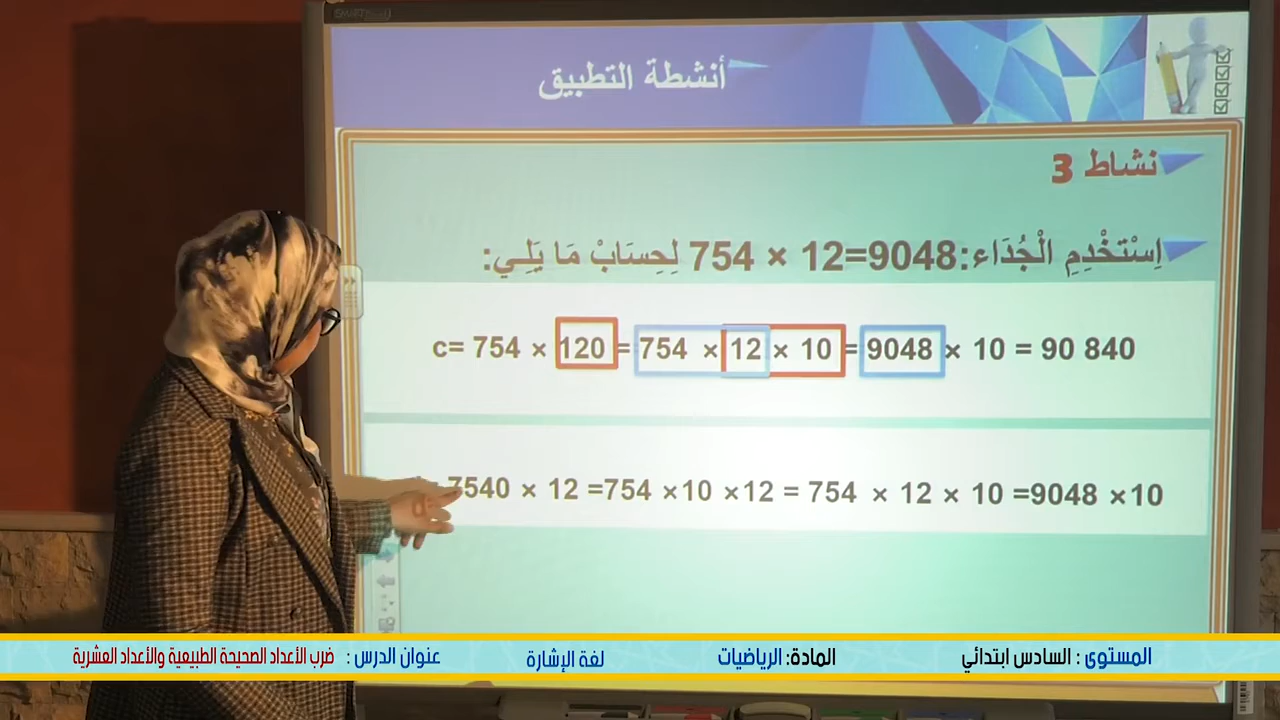 أنشطة التطبيق
نشاط 3
اِسْتَخْدِمِ الْجُدَاء: 754 × 12=9048 لِحِسَابْ مَا يَلِي:
c= 754 × 120 = 754 × 12 × 10 = 9048 × 10 = 90 840
7540 × 12 =754 ×10 ×12 = 754 × 12 × 10 =9048 ×10
المستوى : السادس ابتدائي المادة: الرياضيات لغة الإشارة عنوان الدرس : ضرب الأعداد الصحيحة الطبيعية والأعداد العشرية